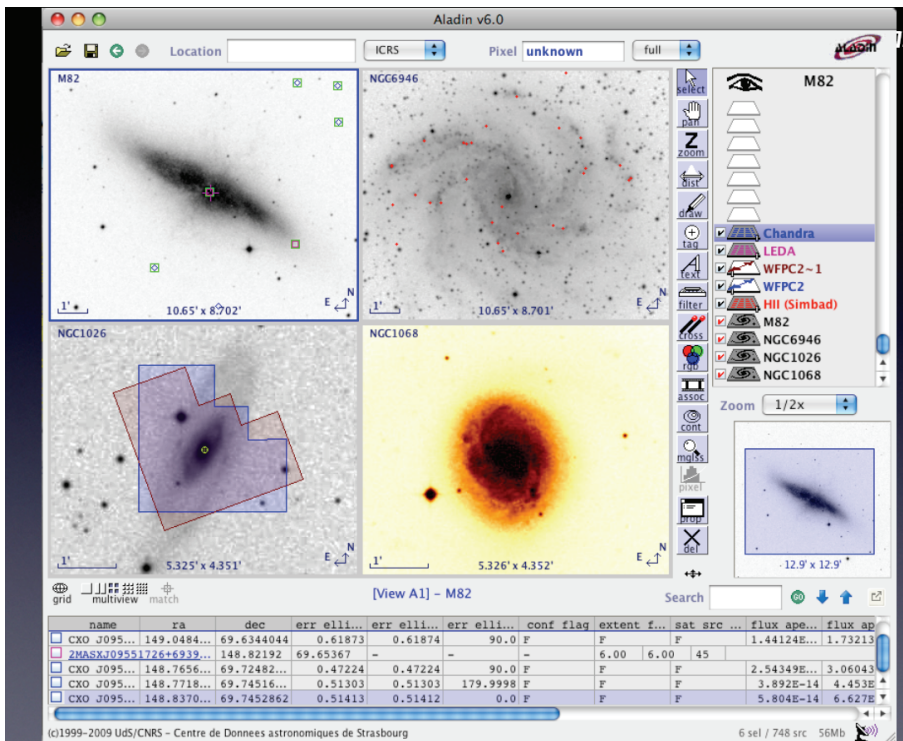 Aladin v6.0
Location ICRS Pixel unknown full Aladin
M82
1'
10.65' x 8.702'
N
E
NGC6946
1'
10.65' x 8.702'
N
E
NGC1026
1'
5.325' x 4.351'
N
E
NGC1068
1'
5.326' x 4.352'
N
E
select
pan
zoom
dist
draw
tag
text
filter
cross
rgb
assoc
cont
mglss
pixel
prop
del
M82
Chandra
LEDA
WFPC2~1
WFPC2
HII (Simbad)
M82
NGC6946
NGC1026
NGC1068
Zoom 1/2x
12.9' x 12.9'
grid multiview match [View A1] - M82 Search GO
name ra dec err elli... err elli... err elli... conf flag extent f... sat src ... flux ape... flux ap
CXO J095... 149.0484... 69.6344044 0.61873 0.61874 90.0 F F F 1.44124E... 1.73213
2MASXJ09551726+6939... 148.82192 69.65367 - - - 6.00 6.00 45
CXO J095... 148.7656... 69.72482... 0.47224 0.47224 90.0 F F F 2.54349E... 3.06043
CXO J095... 148.7718... 69.74516... 0.51303 0.51303 179.9998 F F F 3.892E-14 4.453E
CXO J095... 148.8370... 69.7452862 0.51413 0.51412 0.0 F F F 5.804E-14 6.627E
(c)1999-2009 UdS/CNRS - Centre de Donnees astronomiques de Strasbourg 6 sel / 748 src 56Mb